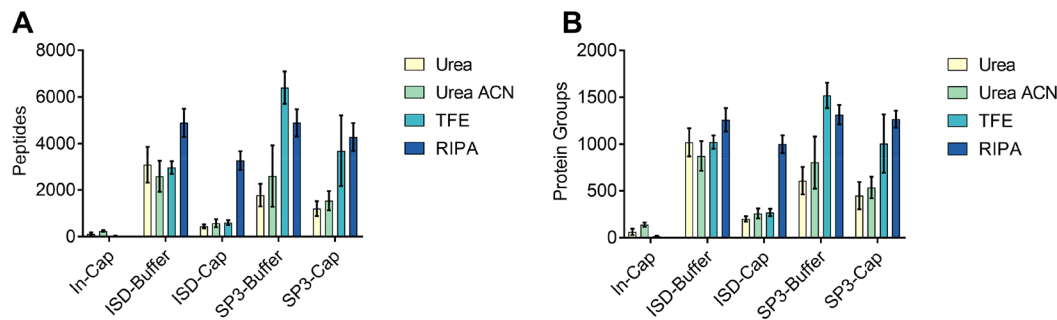 A
Peptides
8000
6000
4000
2000
0
In-Cap
ISD-Buffer
ISD-Cap
SP3-Buffer
SP3-Cap
Urea
Urea ACN
TFE
RIPA
B
Protein Groups
2000
1500
1000
500
0
In-Cap
ISD-Buffer
ISD-Cap
SP3-Buffer
SP3-Cap
Urea
Urea ACN
TFE
RIPA